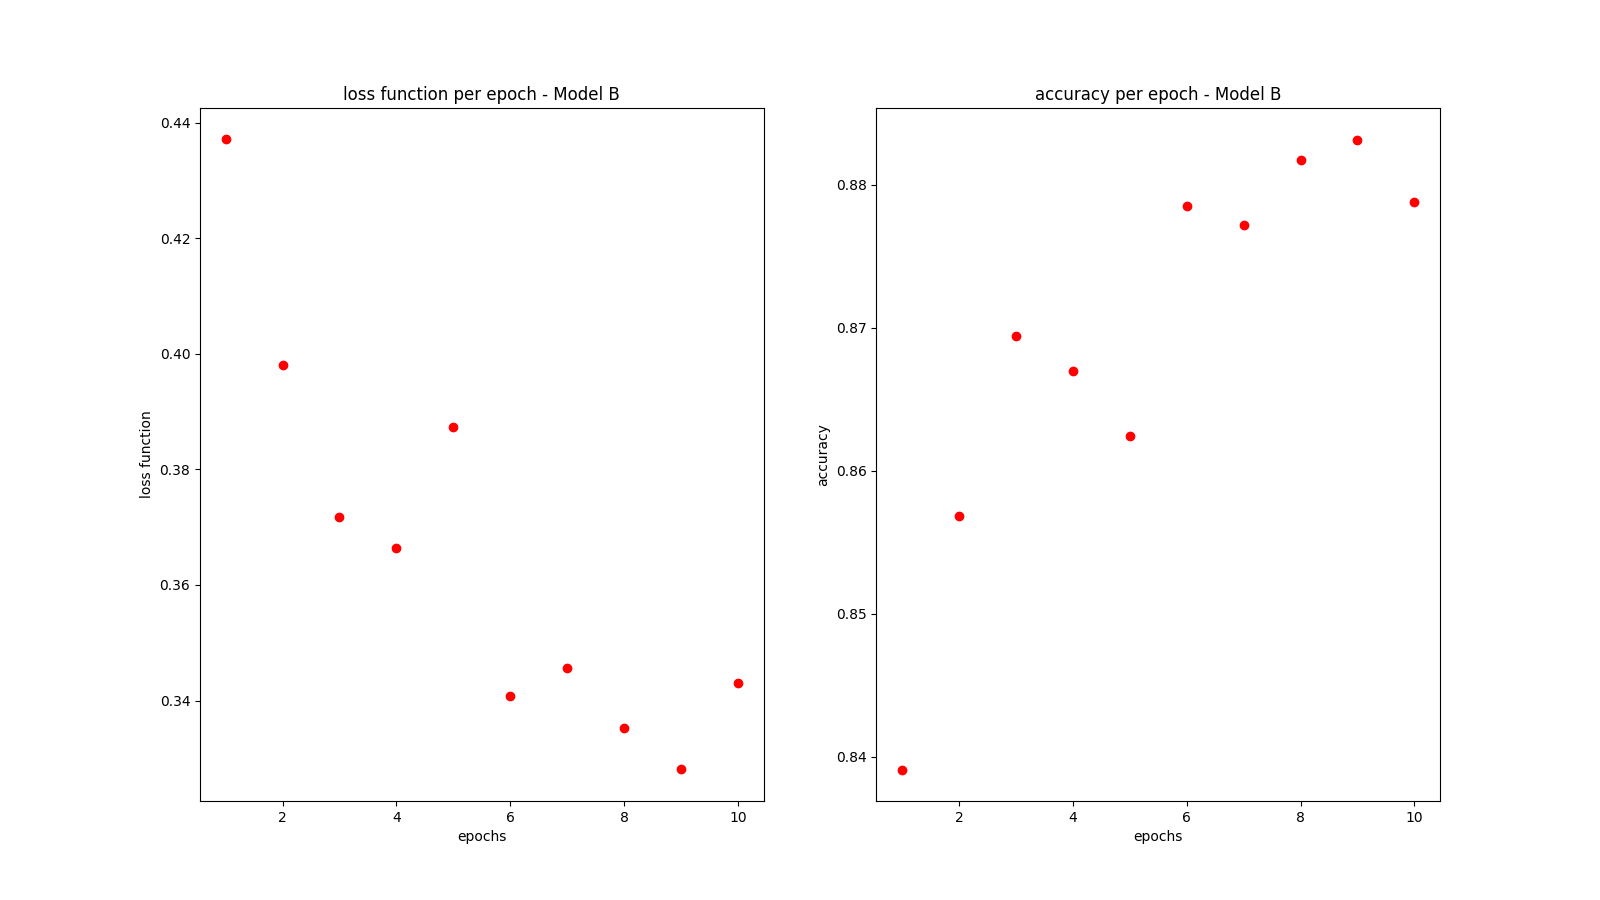 loss function per epoch - Model B
0.44
0.42
0.40
0.38
0.36
0.34
loss function
2 4 6 8 10
epochs
accuracy per epoch - Model B
0.88
0.87
0.86
0.85
0.84
accuracy
2 4 6 8 10
epochs